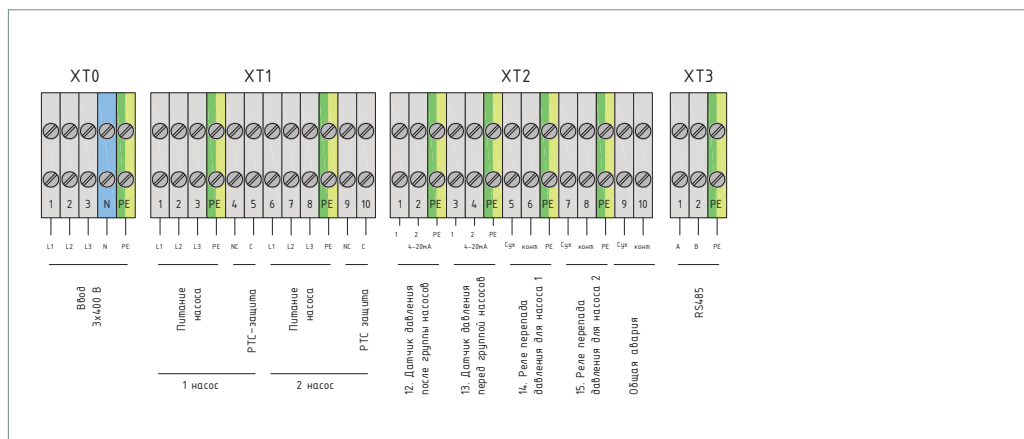 XT0 XT1 XT2 XT3
1 2 3 N PE 1 2 3 PE 4 5 6 7 8 PE 9 10 1 2 PE 3 4 PE 5 6 PE 7 8 PE 9 10 1 2 PE
L1 L2 L3 N PE L1 L2 L3 PE NC C L1 L2 L3 PE NC C 1 2 PE 1 2 PE Сух конт PE Сух конт PE Сух конт A B PE
4-20нА 4-20нА
Ввод
3х400 В
Питание
насоса
РТС-защита
Питание
насоса
РТС защита
12. Датчик давления
после группы насосов
13. Датчик давления
перед группой насосов
14. Реле перепада
давления для насоса 1
15. Реле перепада
давления для насоса 2
Общая авария
RS485
1 насос
2 насос